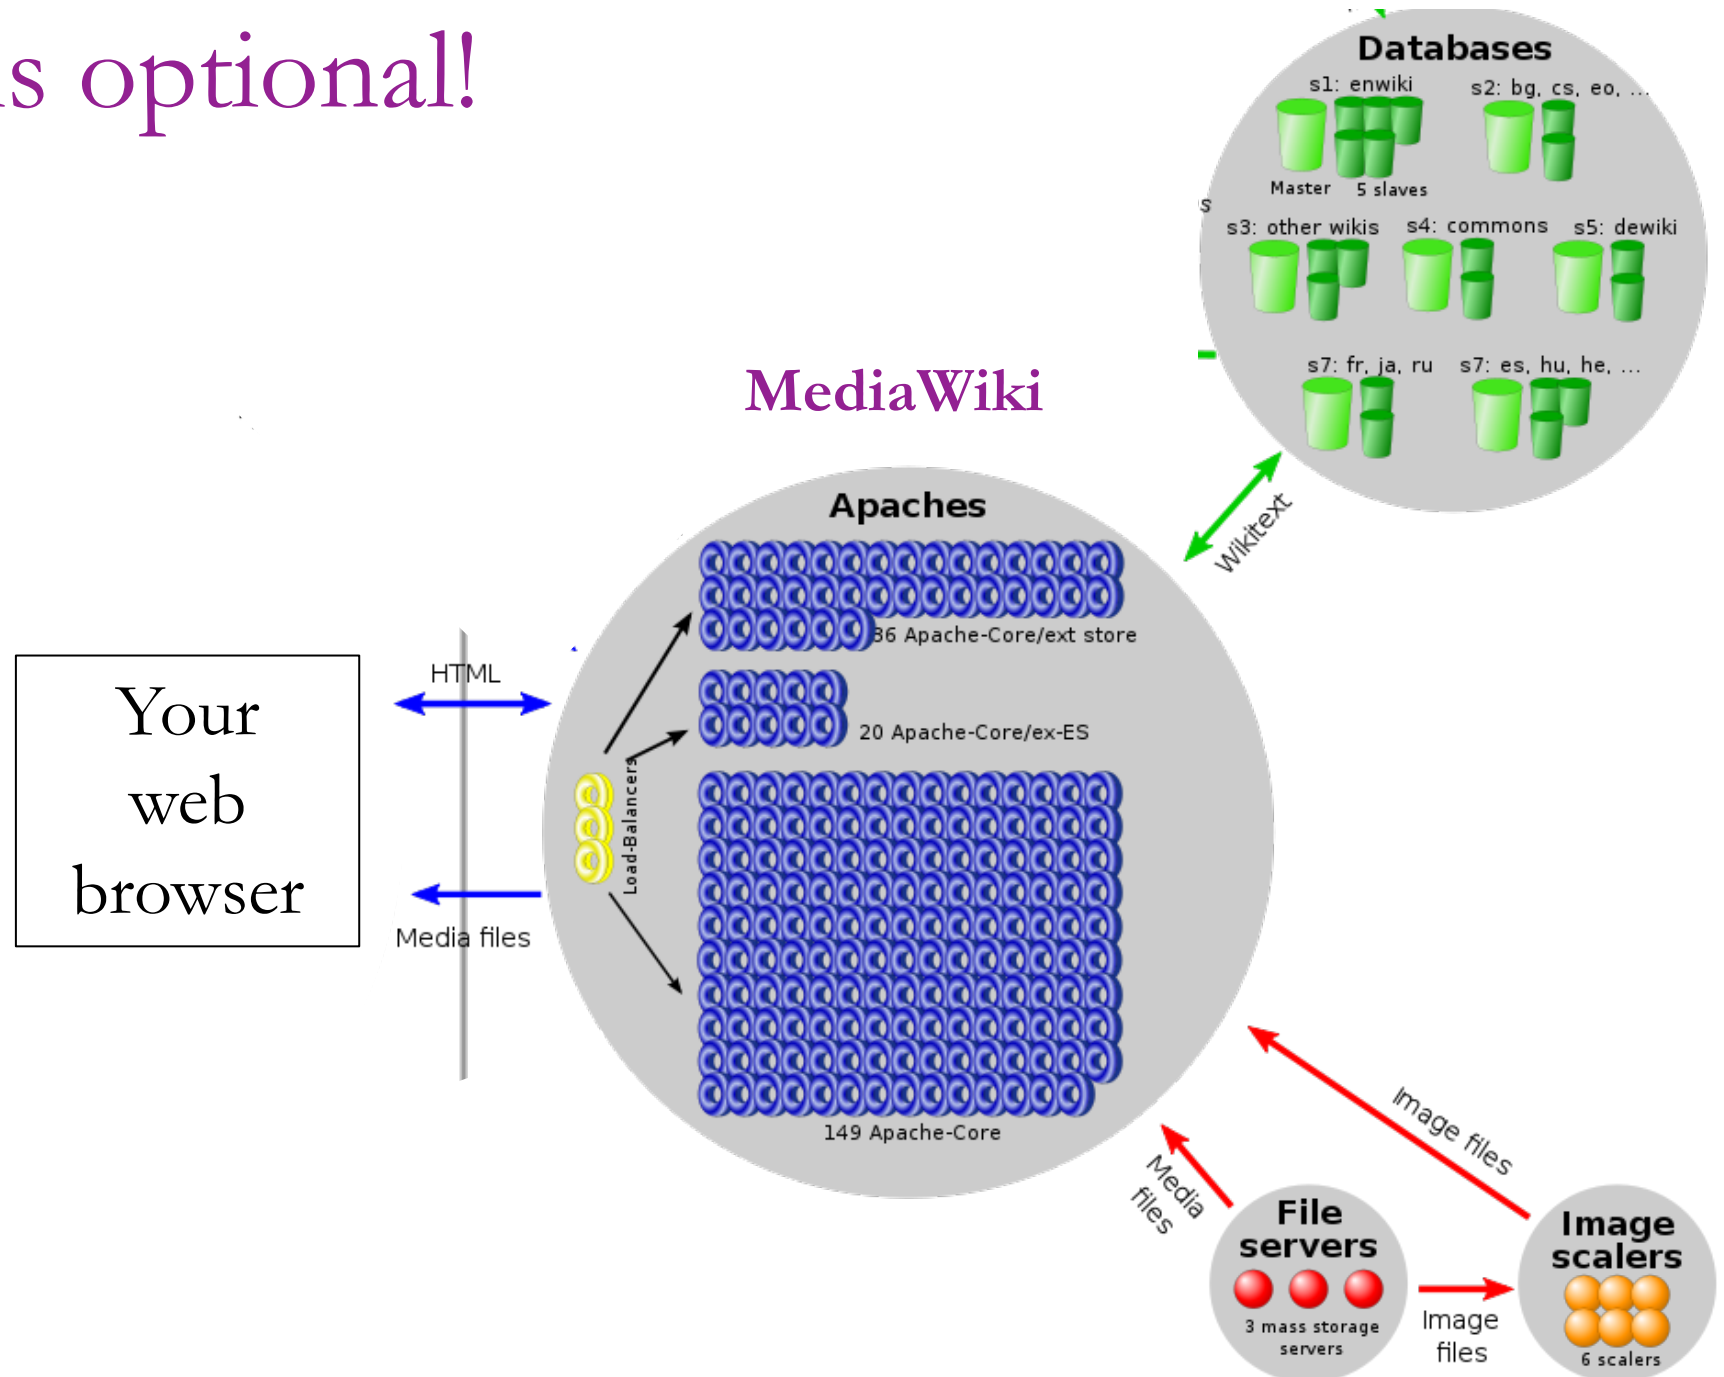 s optional!
Databases
s1: enwiki
s2: bg, cs, eo, ...
Master
5 slaves
s
s3: other wikis
s4: commons
s5: dewiki
s7: fr, ja, ru
s7: es, hu, he, ...
MediaWiki
Wikitext
Apaches
36 Apache-Core/ext store
20 Apache-Core/ex-ES
Load-Balancers
149 Apache-Core
HTML
Your
web
browser
Media files
Image files
Media
files
File
servers
3 mass storage
servers
Image
files
Image
scalers
6 scalers